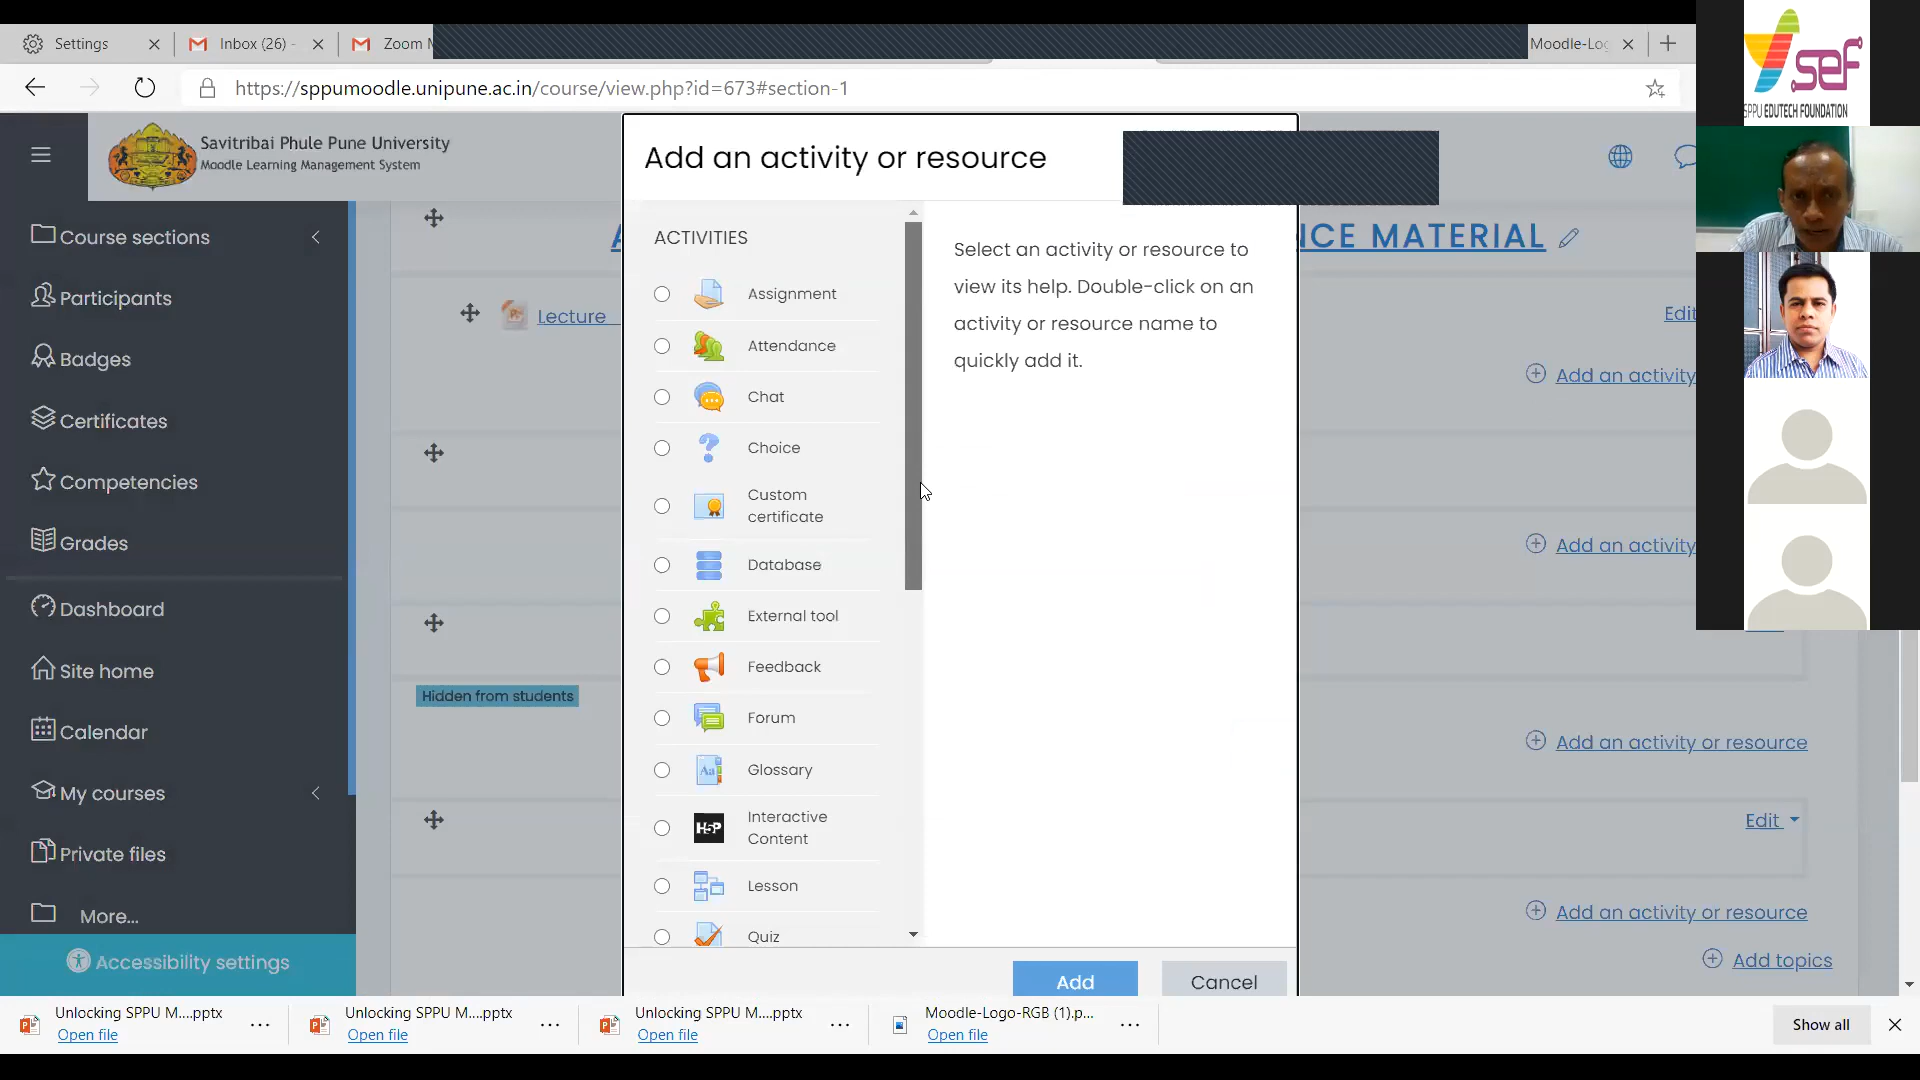 Settings
Inbox (26) -
Zoom M
Moodle-Log
https://sppumoodle.unipune.ac.in/course/view.php?id=673#section-1
sef
SPPU EDUTECH FOUNDATION
Savitribai Phule Pune University
Moodle Learning Management System
Course sections
Participants
Badges
Certificates
Competencies
Grades
Dashboard
Site home
Calendar
My courses
Private files
More...
Accessibility settings
NCE MATERIAL
Lecture
Hidden from students
Edit
Add an activity
Add an activity
Add an activity or resource
Edit
Add an activity or resource
Add topics
Add an activity or resource
ACTIVITIES
Assignment
Attendance
Chat
Choice
Custom
certificate
Database
External tool
Feedback
Forum
Glossary
H5P
Interactive
Content
Lesson
Quiz
Select an activity or resource to
view its help. Double-click on an
activity or resource name to
quickly add it.
Add
Cancel
Unlocking SPPU M....pptx
Open file
Unlocking SPPU M....pptx
Open file
Unlocking SPPU M....pptx
Open file
Moodle-Logo-RGB (1).p...
Open file
Show all